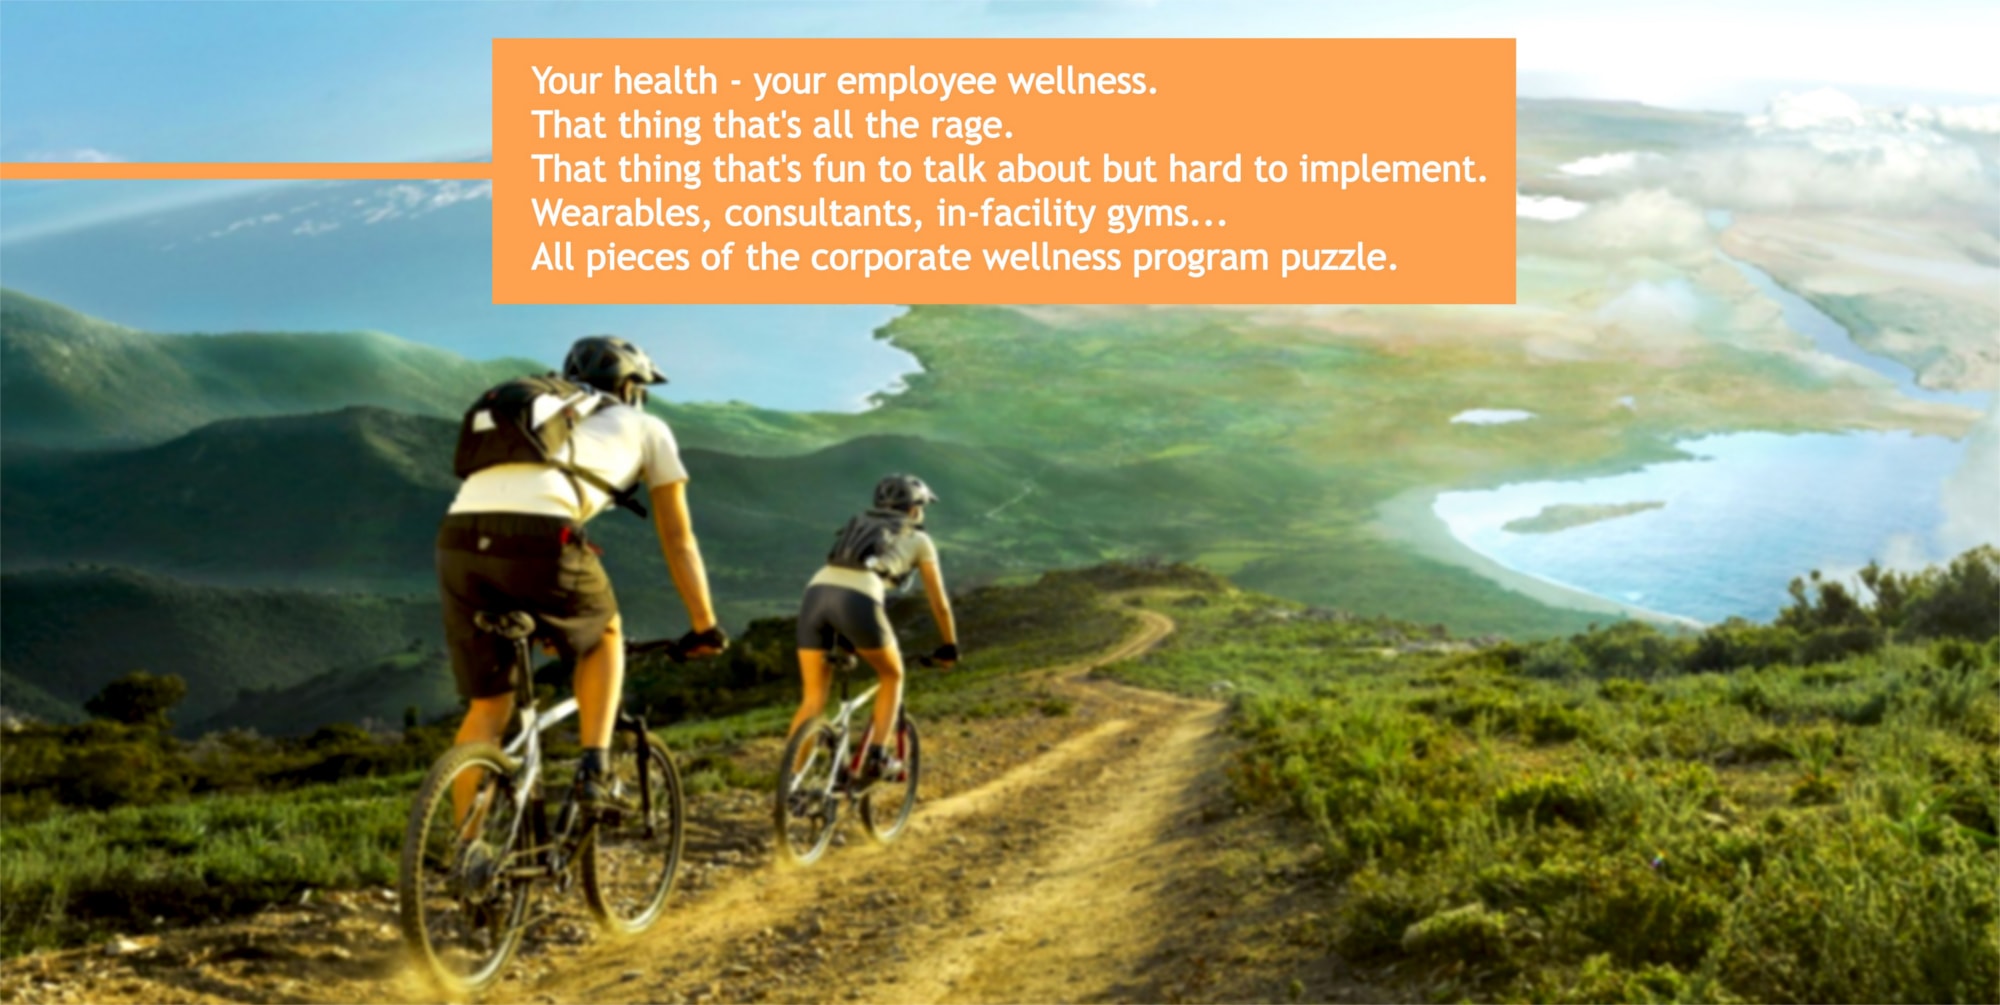 Your health - your employee wellness.
That thing that's all the rage.
That thing that's fun to talk about but hard to implement.
Wearables, consultants, in-facility gyms...
All pieces of the corporate wellness program puzzle.